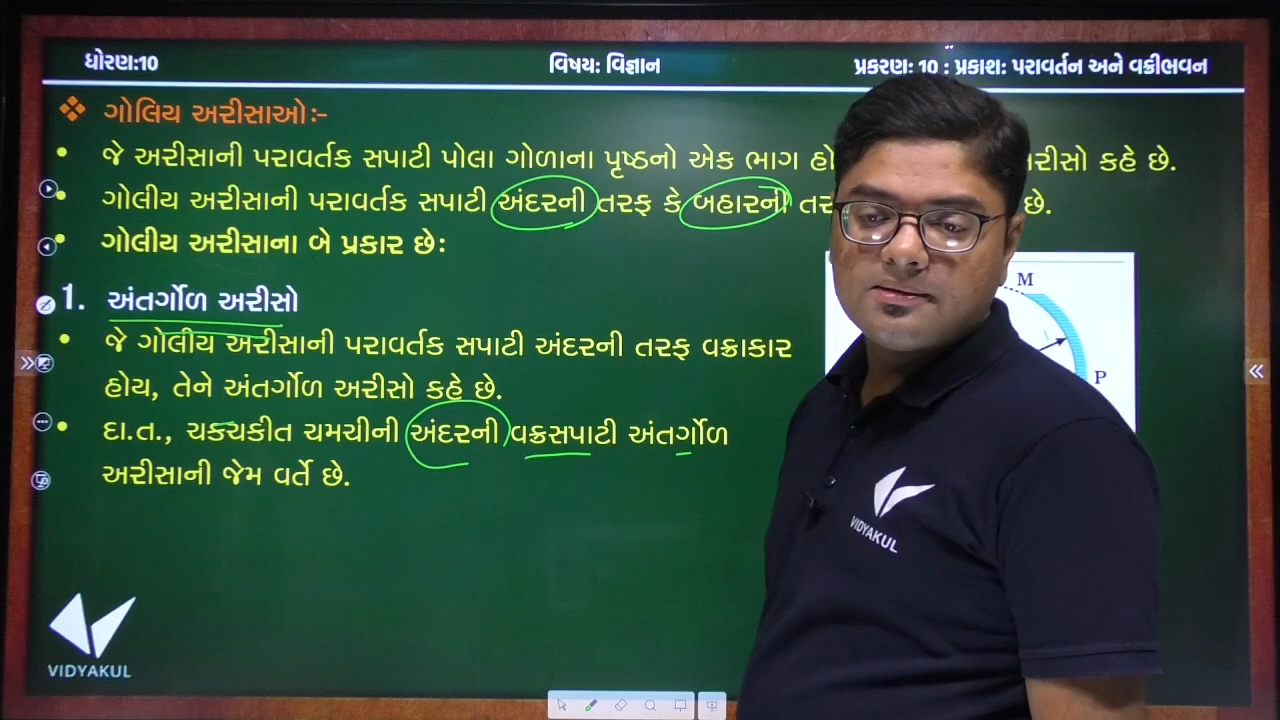 ધોરણ:10 વિષય: વિજ્ઞાન પ્રકરણ: 10 : પ્રકાશ: પરાવર્તન અને વક્રીભવન
❖ ગોલિય અરીસાઓ:-
• જે અરીસાની પરાવર્તક સપાટી પોલા ગોળાના પૃષ્ઠનો એક ભાગ કહે છે.
• ગોલીય અરીસાની પરાવર્તક સપાટી અંદરની તરફ કે બહારની છે.
• ગોલીય અરીસાના બે પ્રકાર છેઃ
1. અંતર્ગોળ અરીસો
M
• જે ગોલીય અરીસાની પરાવર્તક સપાટી અંદરની તરફ વક્રાકાર
P
હોય, તેને અંતર્ગોળ અરીસો કહે છે.
• દા.ત., ચકચકીત ચમચીની અંદરની વક્રસપાટી અંતર્ગોળ
અરીસાની જેમ વર્તે છે.
VIDYAKUL
VIDYAKUL